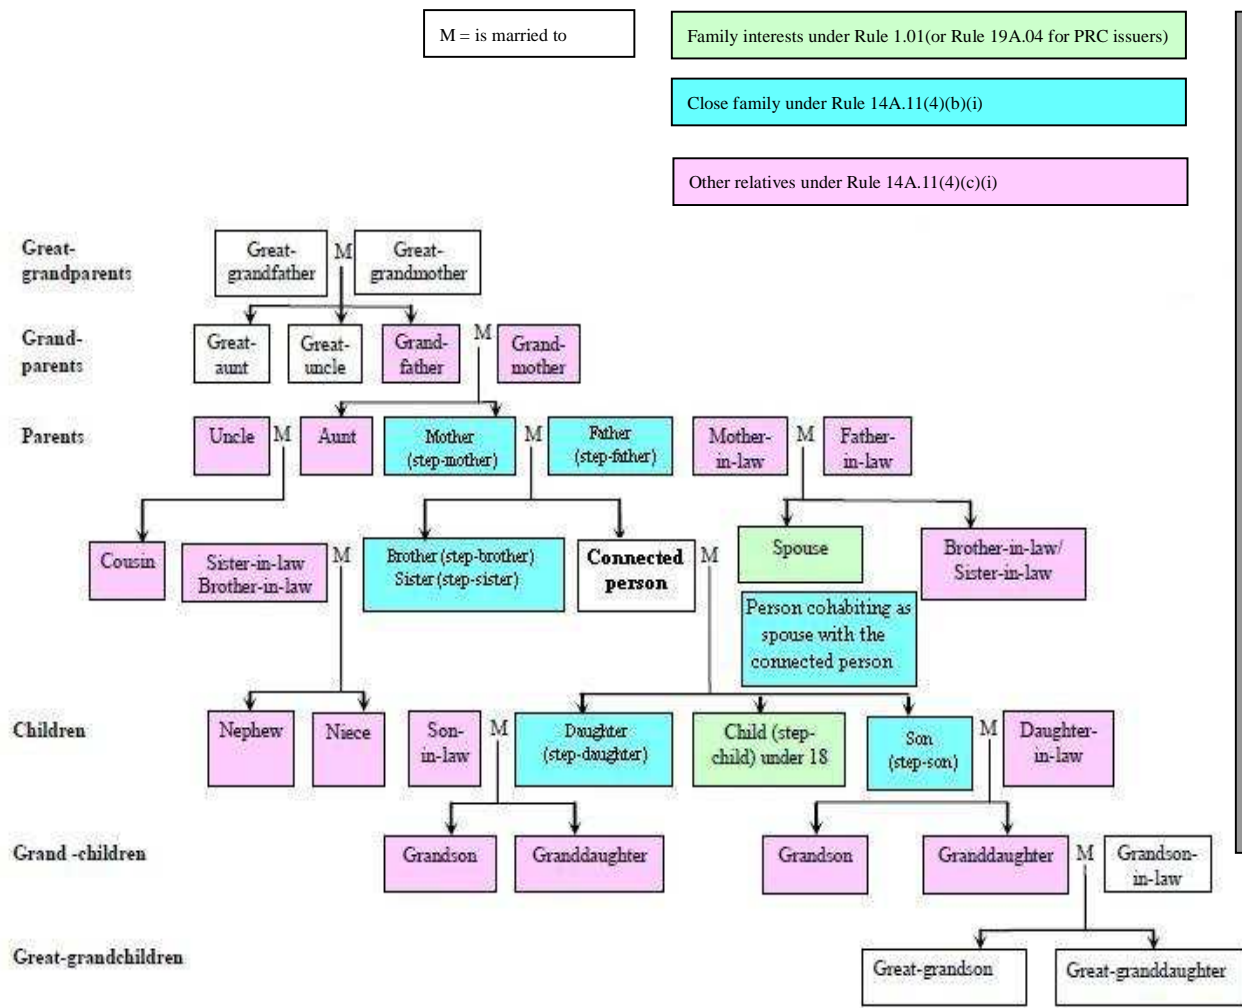 M = is married to
Family interests under Rule 1.01(or Rule 19A.04 for PRC issuers)
Close family under Rule 14A.11(4)(b)(i)
Other relatives under Rule 14A.11(4)(c)(i)
Great-
grandparents
Great-
grandfather
M
Great-
grandmother
Grand-
parents
Great-
aunt
Great-
uncle
Grand-
father
M
Grand-
mother
Parents
Uncle
M
Aunt
Mother
(step-mother)
M
Father
(step-father)
Mother-
in-law
M
Father-
in-law
Cousin
Sister-in-law
Brother-in-law
M
Brother (step-brother)
Sister (step-sister)
Connected
person
M
Spouse
Brother-in-law/
Sister-in-law
Person cohabiting as
spouse with the
connected person
Children
Nephew
Niece
Son-
in-law
M
Daughter
(step-daughter)
Child (step-
child) under 18
Son
(step-son)
M
Daughter-
in-law
Grand -children
Grandson
Granddaughter
Grandson
Granddaughter
M
Grandson-
in-law
Great-grandchildren
Great-grandson
Great-granddaughter